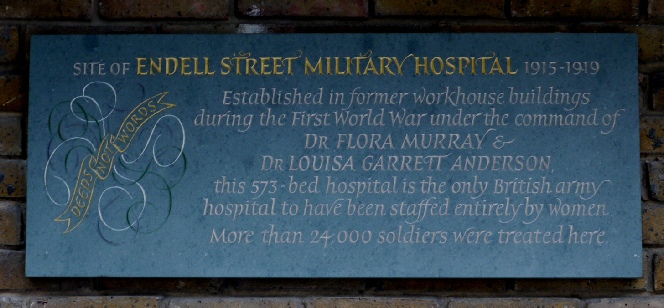 SITE OF ENDELL STREET MILITARY HOSPITAL 1915-1919
Established in former workhouse buildings
during the First World War under the command of
DR FLORA MURRAY &
DR LOUISA GARRETT ANDERSON,
this 573-bed hospital is the only British army
hospital to have been staffed entirely by women.
More than 24,000 soldiers were treated here.
DEEDS NOT WORDS